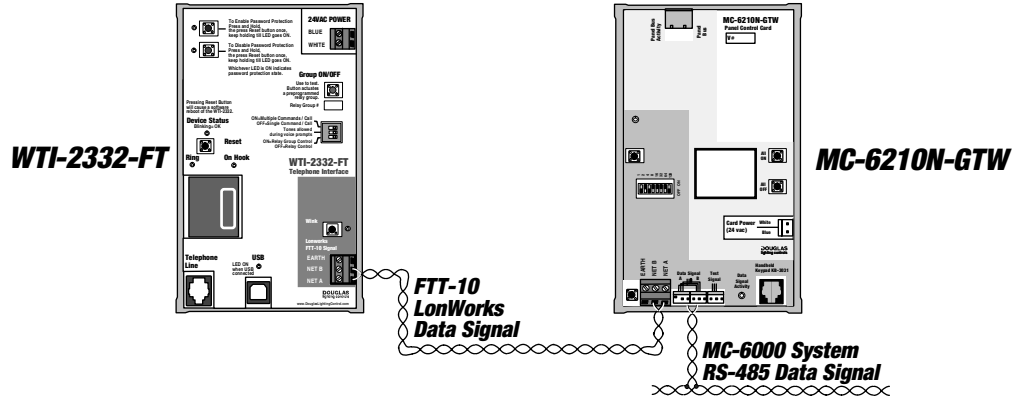 WTI-2332-FT
To Enable Password Protection
Press and Hold,
the press Reset button once,
keep holding till LED goes ON.
To Disable Password Protection
Press and Hold,
the press Reset button once,
keep holding till LED goes ON.
Whichever LED is ON indicates
password protection state.
24VAC POWER
BLUE
WHITE
Group ON/OFF
Use to test.
Button actuates
a preprogrammed
relay group.
Relay Group #
Pressing Reset Button
will cause a software
reboot of the WTI-2332.
Device Status
Blinking= OK
Reset
Ring
On Hook
ON=Multiple Commands / Call
OFF=Single Command / Call
Tones allowed
during voice prompts
ON=Relay Group Control
OFF=Relay Control
WTI-2332-FT
Telephone Interface
Wink
Lonworks
FTT-10 Signal
EARTH
NET B
NET A
Telephone
Line
LED ON
when USB
connected
USB
DOUGLAS
lighting controls
www.DouglasLightingControl.com
FTT-10
LonWorks
Data Signal
MC-6210N-GTW
Panel Bus
Activity
Panel
Bus
MC-6210N-GTW
Panel Control Card
V#
OFF ON
All
ON
All
OFF
Card Power
(24 vac)
White
Blue
DOUGLAS
lighting controls
EARTH
NET B
NET A
Data Signal
A B
Test
Signal
Data
Signal
Activity
Handheld
Keypad KB-3021
MC-6000 System
RS-485 Data Signal